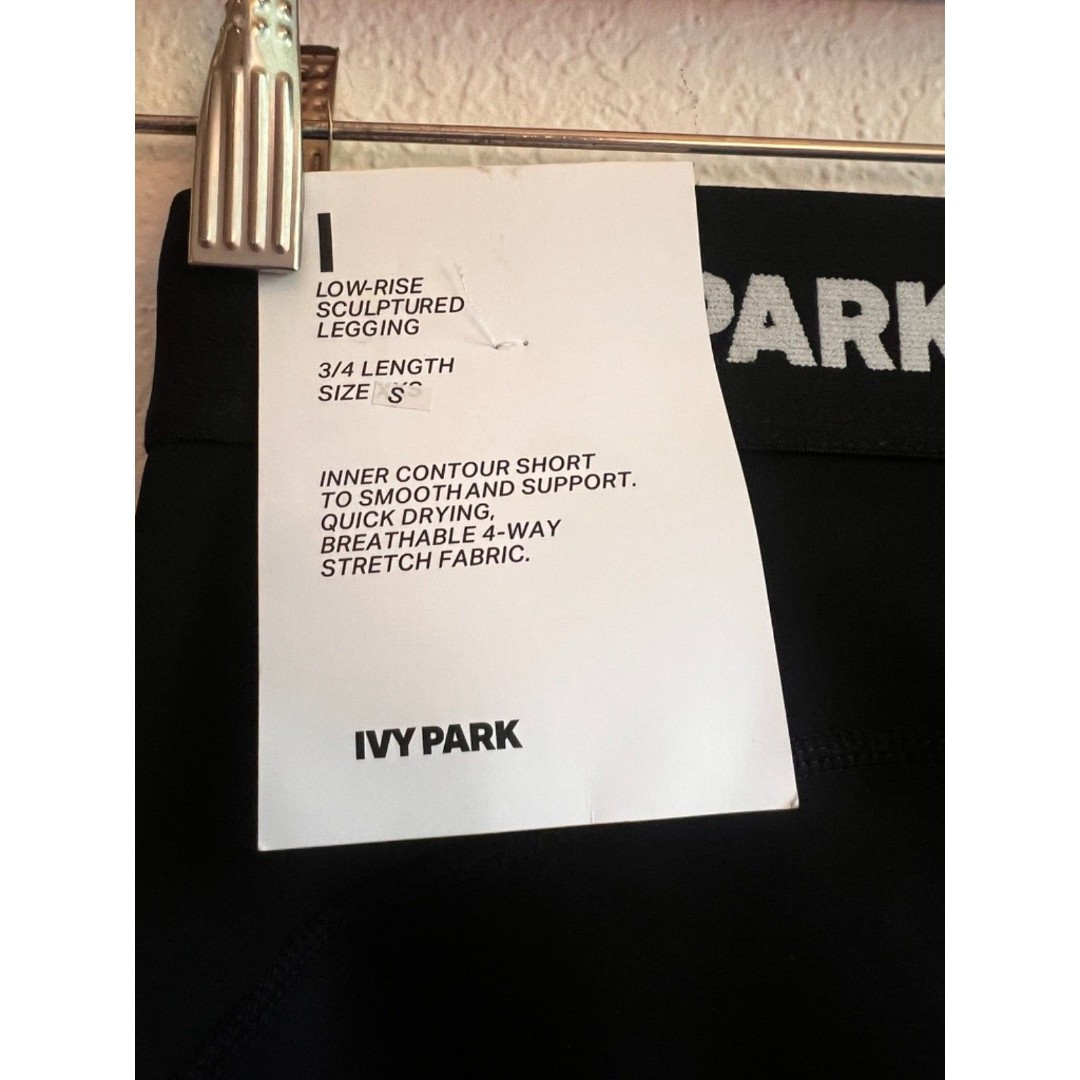 I
LOW-RISE
SCULPTURED
LEGGING
3/4 LENGTH
SIZE S
INNER CONTOUR SHORT
TO SMOOTH AND SUPPORT.
QUICK DRYING,
BREATHABLE 4-WAY
STRETCH FABRIC.
IVY PARK
PARK